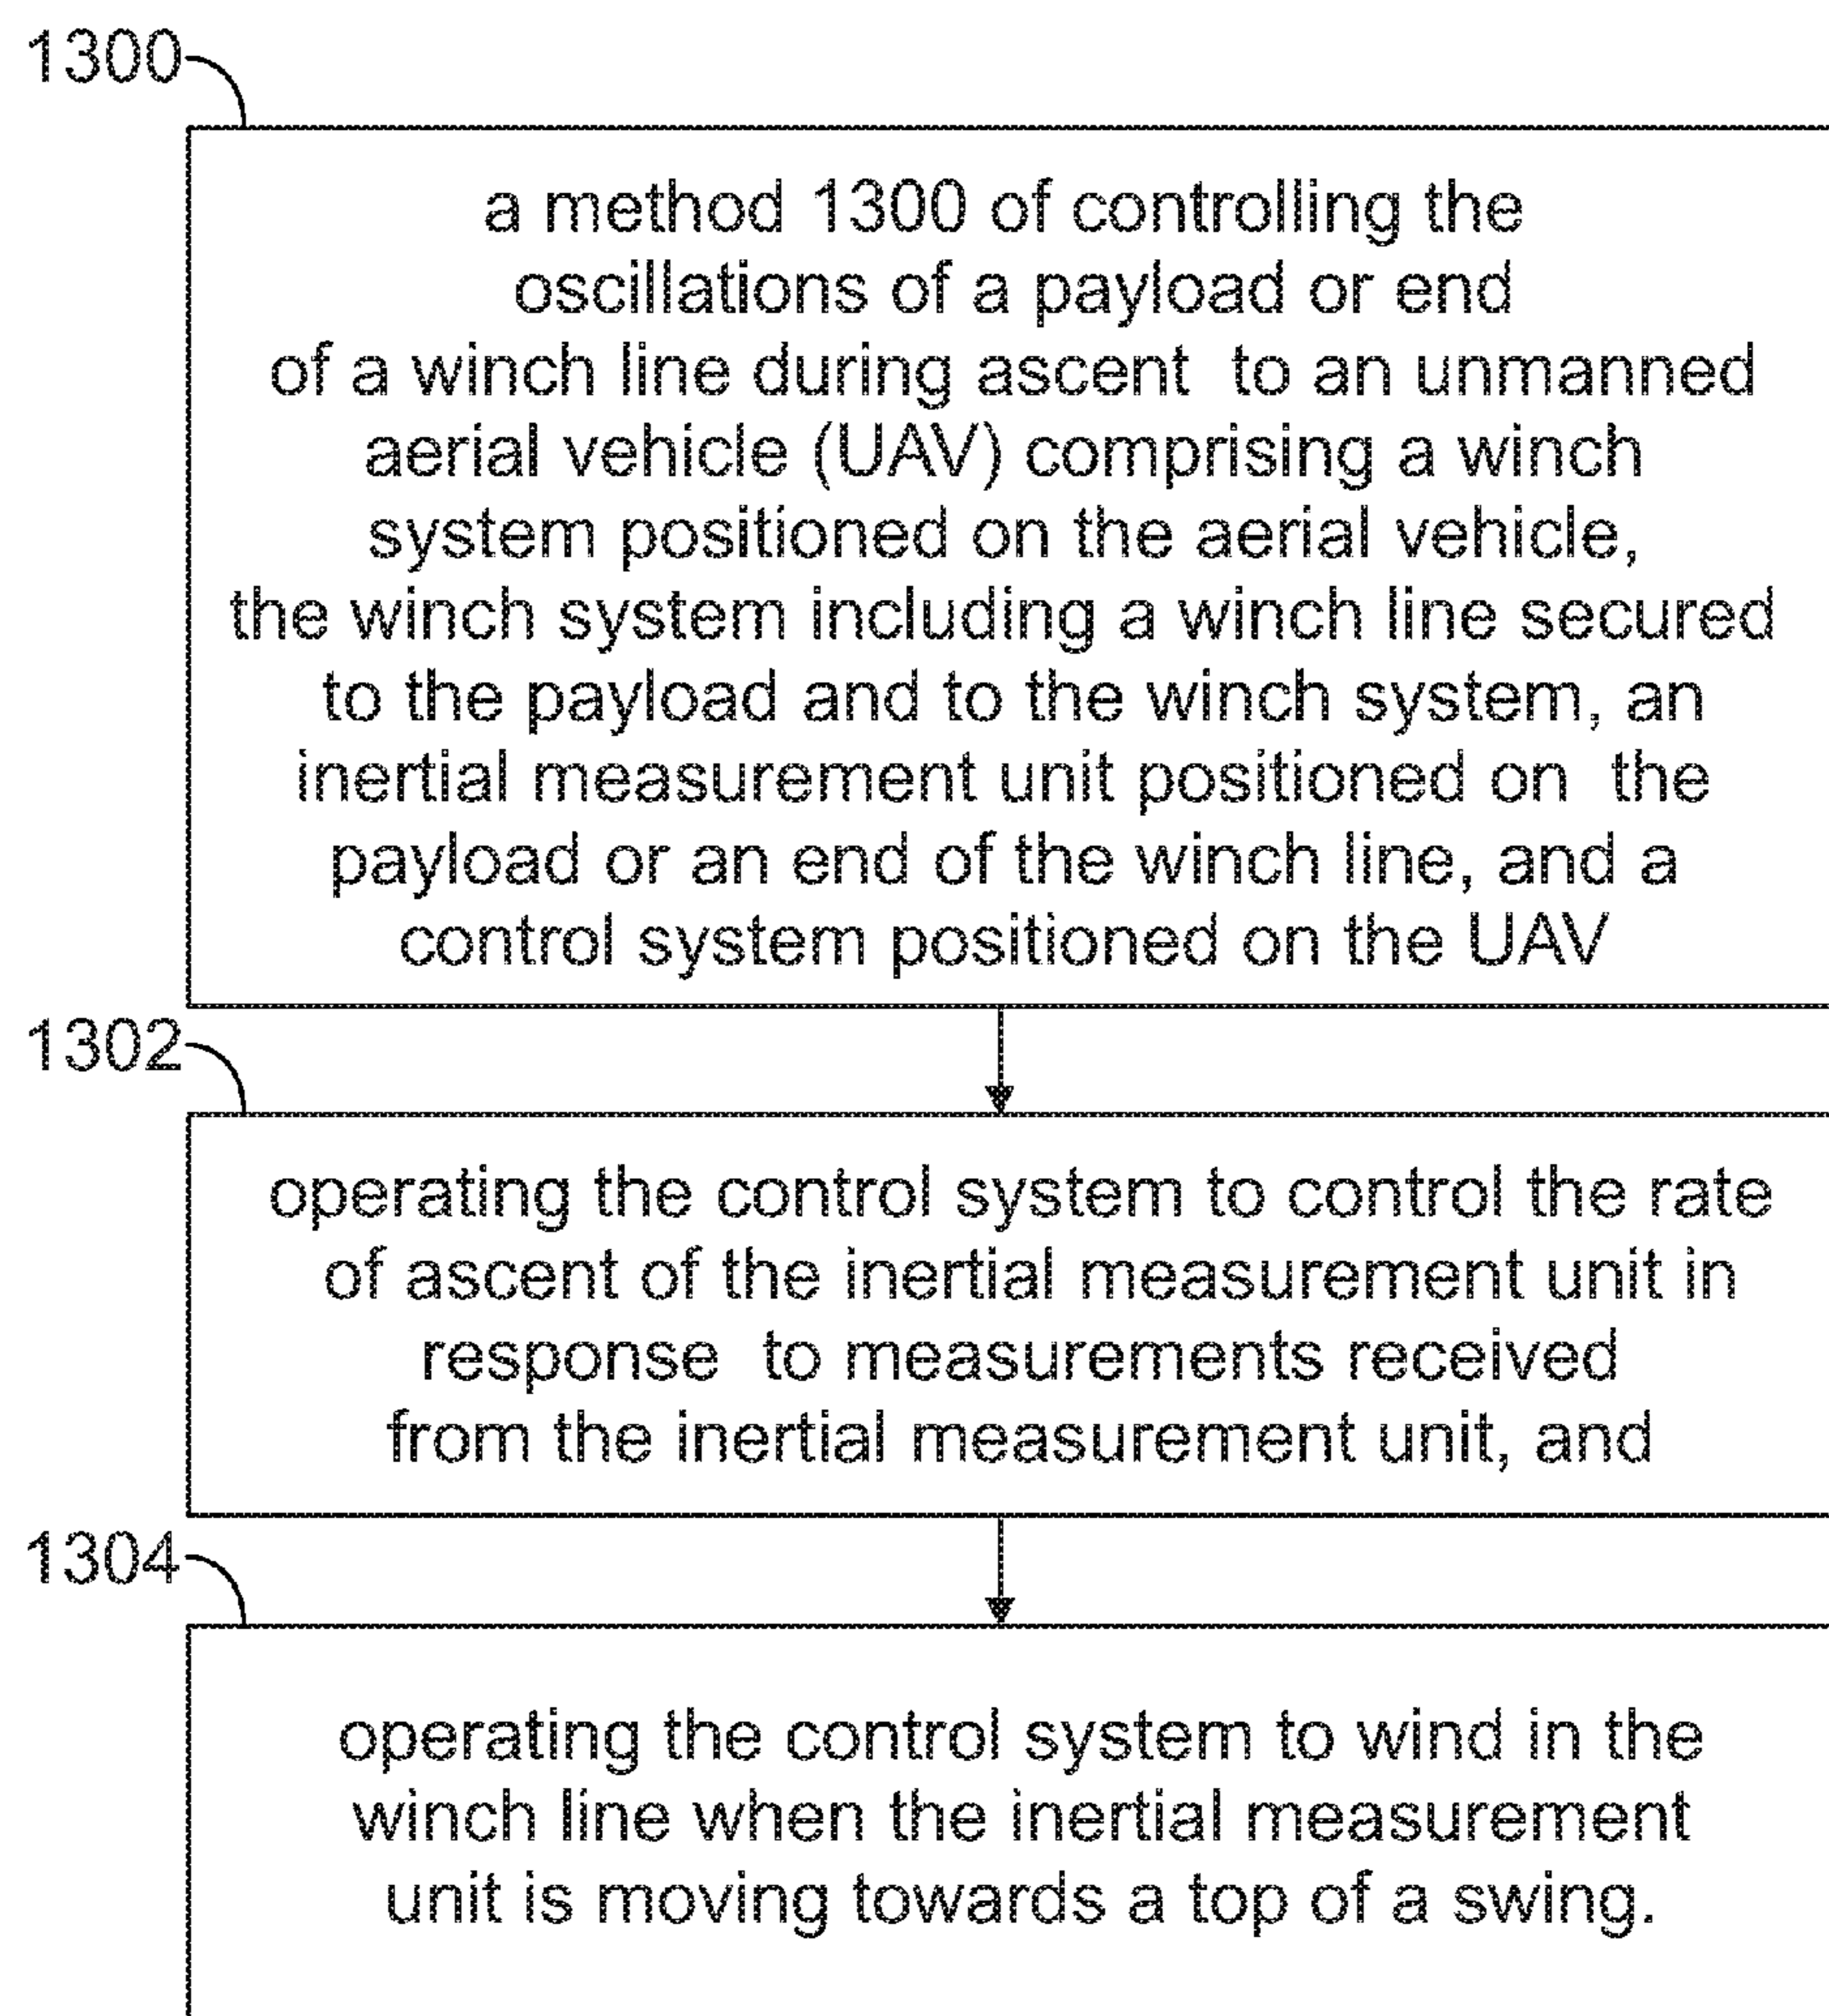 1300
a method 1300 of controlling the
oscillations of a payload or end
of a winch line during ascent to an unmanned
aerial vehicle (UAV) comprising a winch
system positioned on the aerial vehicle,
the winch system including a winch line secured
to the payload and to the winch system, an
inertial measurement unit positioned on the
payload or an end of the winch line, and a
control system positioned on the UAV
1302
operating the control system to control the rate
of ascent of the inertial measurement unit in
response to measurements received
from the inertial measurement unit, and
1304
operating the control system to wind in the
winch line when the inertial measurement
unit is moving towards a top of a swing.